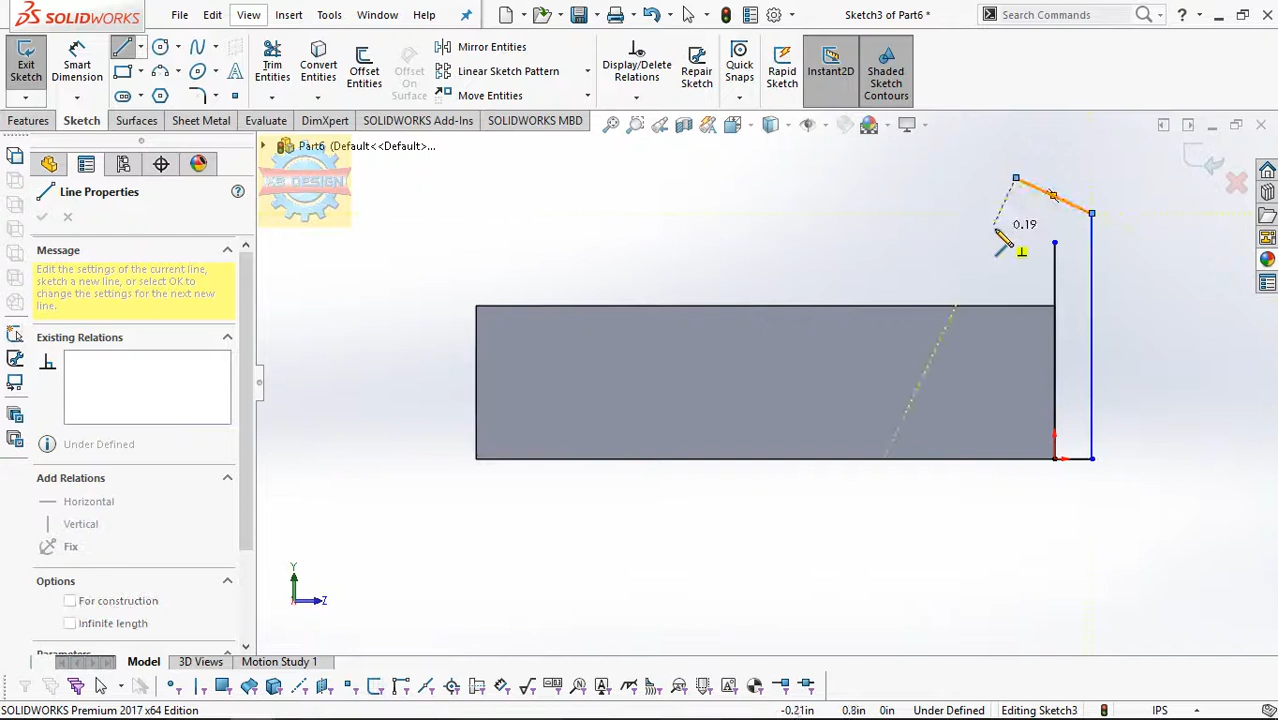 SOLIDWORKS
File Edit View Insert Tools Window Help
Sketch3 of Part6 *
Search Commands
Exit Sketch
Smart Dimension
Trim Entities
Convert Entities
Offset Entities
Offset On Surface
Mirror Entities
Linear Sketch Pattern
Move Entities
Display/Delete Relations
Repair Sketch
Quick Snaps
Rapid Sketch
Instant2D
Shaded Sketch Contours
Features Sketch Surfaces Sheet Metal Evaluate DimXpert SOLIDWORKS Add-Ins SOLIDWORKS MBD
Part6 (Default<<Default>...
Line Properties
Message
Edit the settings of the current line,
sketch a new line, or select OK to
change the settings for the next new
line.
Existing Relations
Under Defined
Add Relations
Horizontal
Vertical
Fix
Options
For construction
Infinite length
Parameters
0.19
Y
Z
Model 3D Views Motion Study 1
SOLIDWORKS Premium 2017 x64 Edition
-0.21in 0.8in 0in Under Defined Editing Sketch3 IPS